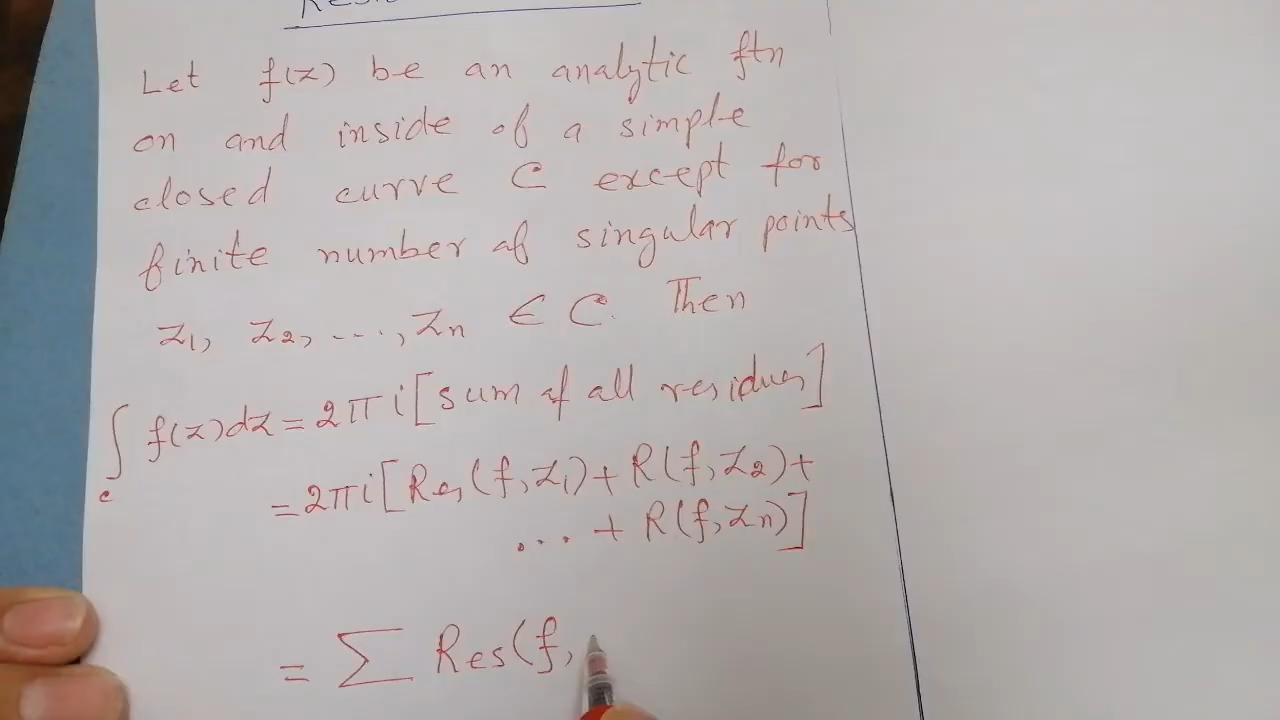 Let f(z) be an analytic ftn
on and inside of a simple
closed curve C except for
finite number of singular points
z1, z2, ..., zn ∈ C. Then
∫c f(z)dz = 2πi[sum of all residues]
= 2πi[Res(f,z1) + R(f,z2) +
... + R(f,zn)]
= ∑ Res(f,